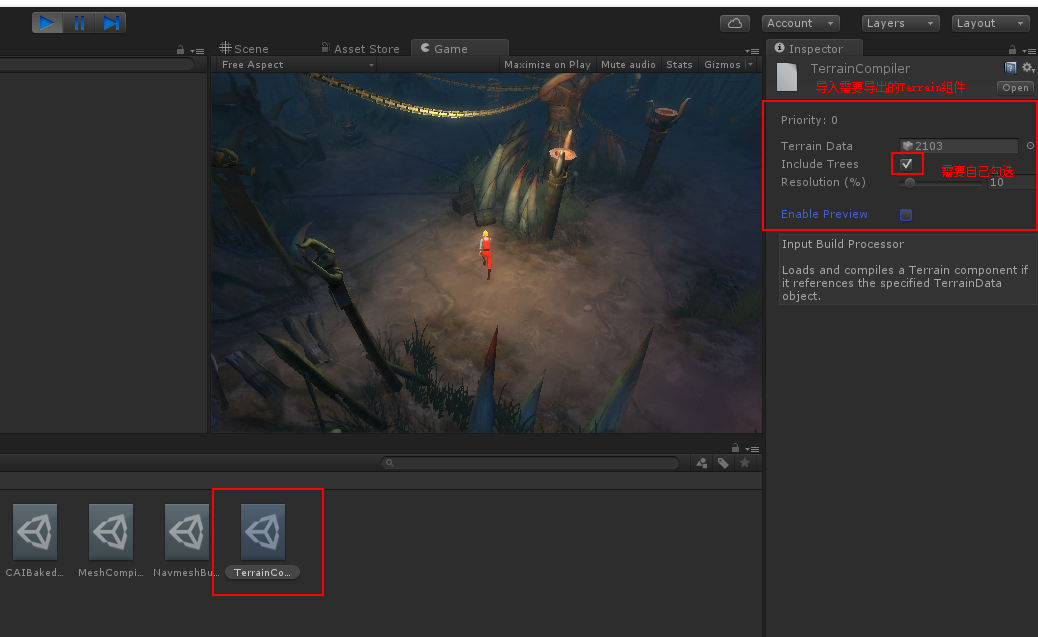 Account
Layers
Layout
Scene
Asset Store
Game
Inspector
Free Aspect
Maximize on Play
Mute audio
Stats
Gizmos
TerrainCompiler
导入需要导出的Terrain组件
Open
Priority: 0
Terrain Data
2103
Include Trees
需要自己勾选
Resolution (%)
10
Enable Preview
Input Build Processor
Loads and compiles a Terrain component if
it references the specified TerrainData
object.
CAIBaked...
MeshCompi...
NavmeshBu...
TerrainCo...